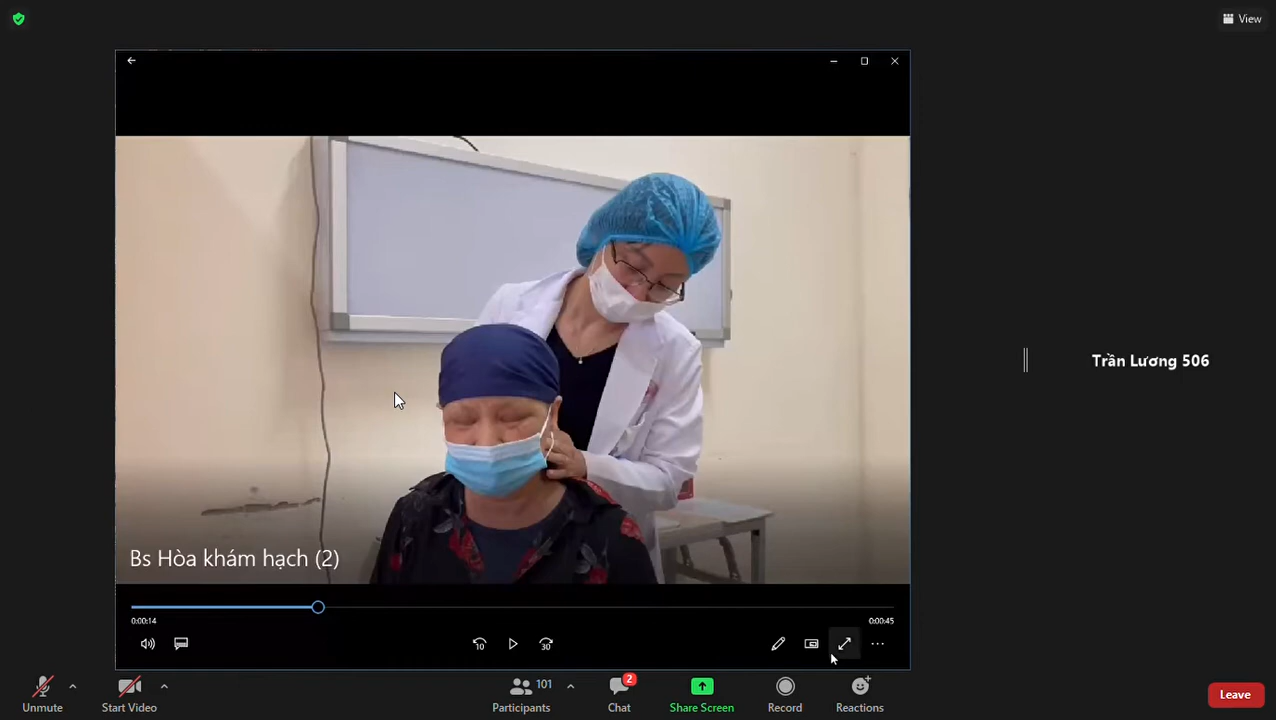 View
Trần Lương 506
Bs Hòa khám hạch (2)
0:00:14
0:00:45
10
30
Unmute
Start Video
Participants
101
Chat
2
Share Screen
Record
Reactions
Leave